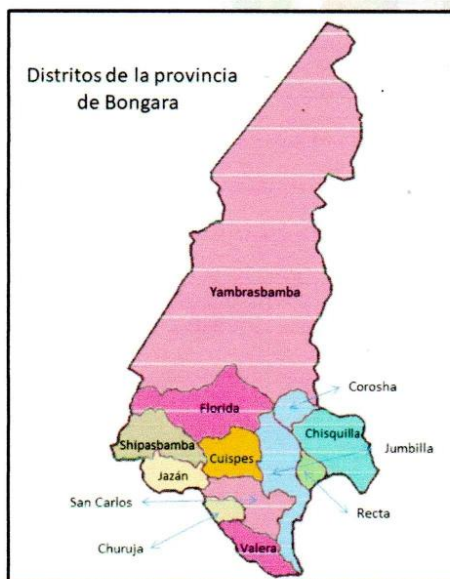 Distritos de la provincia
de Bongara
Yambrasbamba
Corosha
Florida
Chisquilla
Shipasbamba
Jumbilla
Cuispes
Jazán
San Carlos
Recta
Churuja
Valera